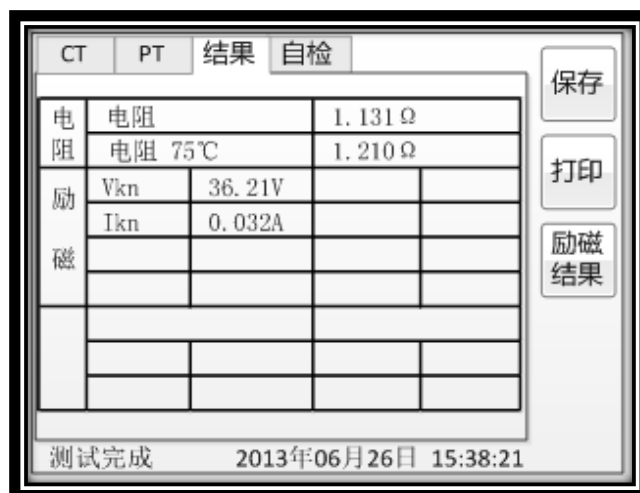 CT PT 结果 自检
保存
电阻 电阻 1.131Ω
电阻 75℃ 1.210Ω
打印
励磁 Vkn 36.21V
Ikn 0.032A
励磁
结果
测试完成 2013年06月26日 15:38:21